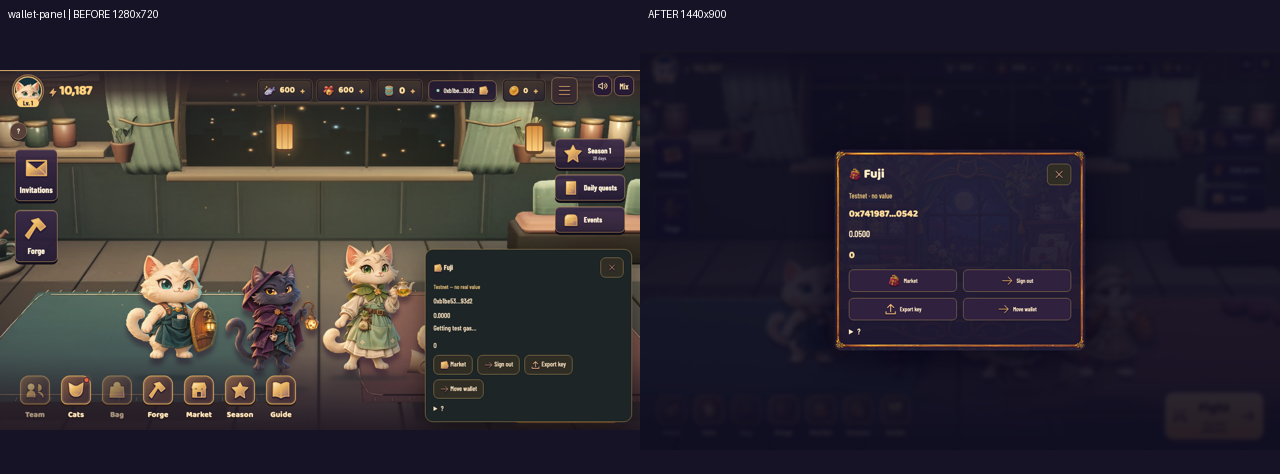 wallet-panel | BEFORE 1280x720
AFTER 1440x900
10,187
Lv. 1
600 +
600 +
0 +
0xb1be...93d2
0 +
Mix
?
Invitations
Forge
Season 1
28 days
Daily quests
Events
Fuji
Testnet — no real value
0xb1be53...93d2
0.0000
Getting test gas...
0
Market
Sign out
Export key
Move wallet
?
Team
Cats
Bag
Forge
Market
Season
Guide
Fuji
Testnet · no value
0x741987...0542
0.0500
0
Market
Sign out
Export key
Move wallet
?